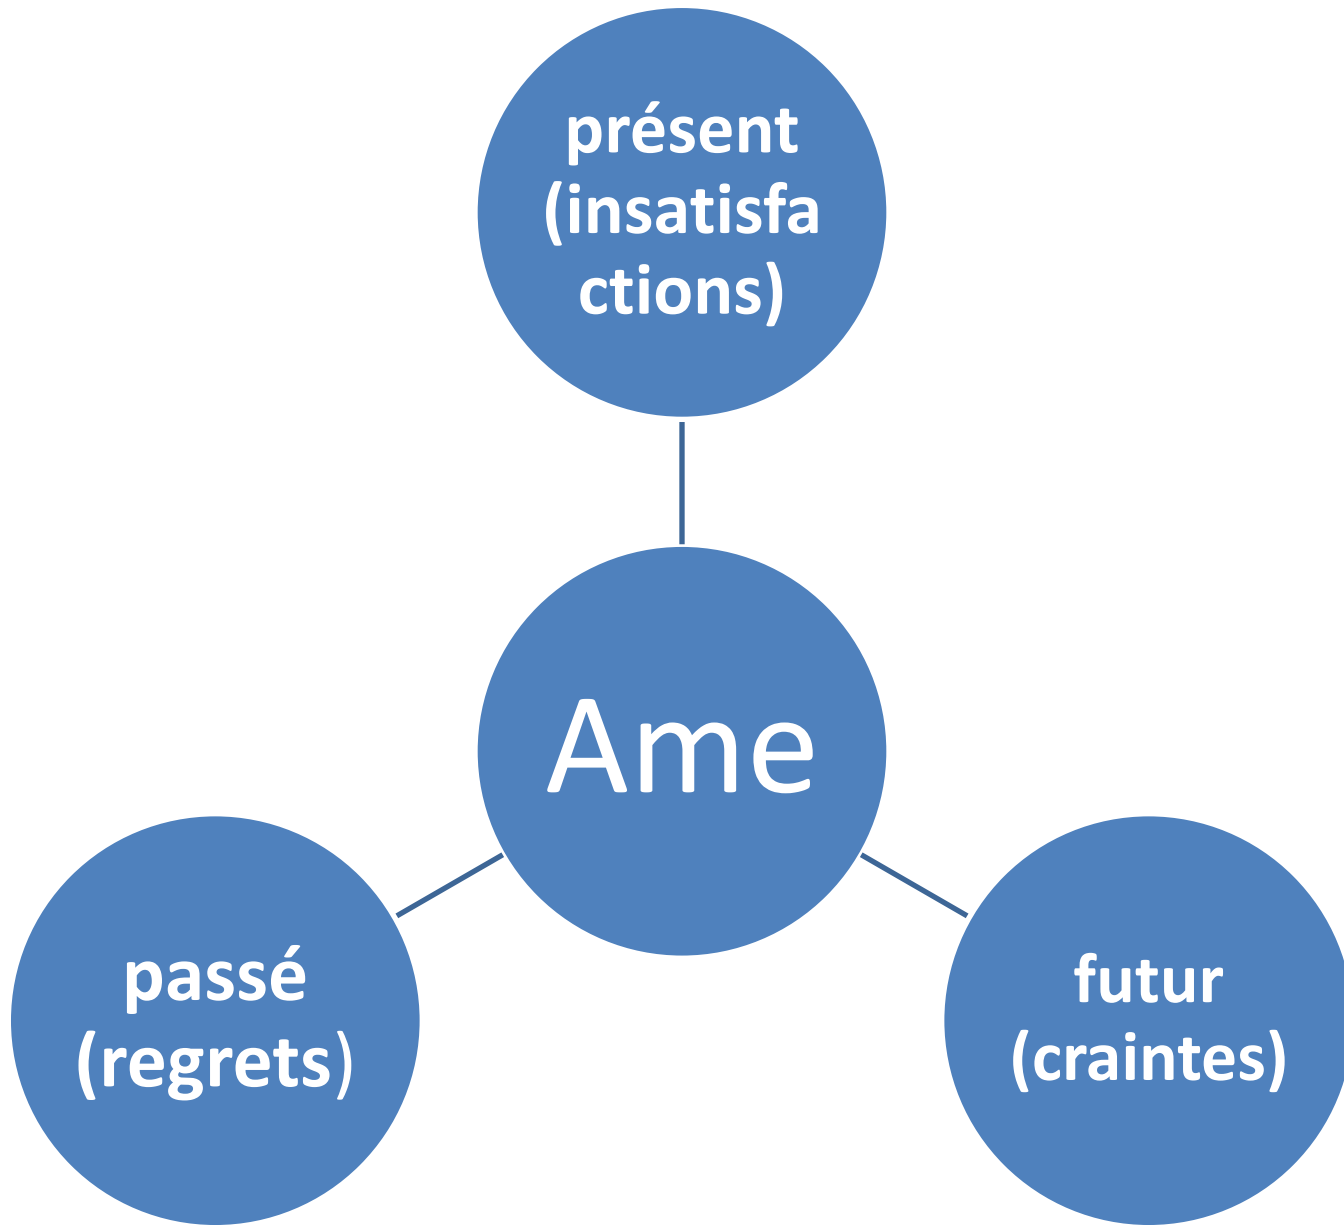 présent
(insatisfa
ctions)
Ame
passé
(regrets)
futur
(craintes)